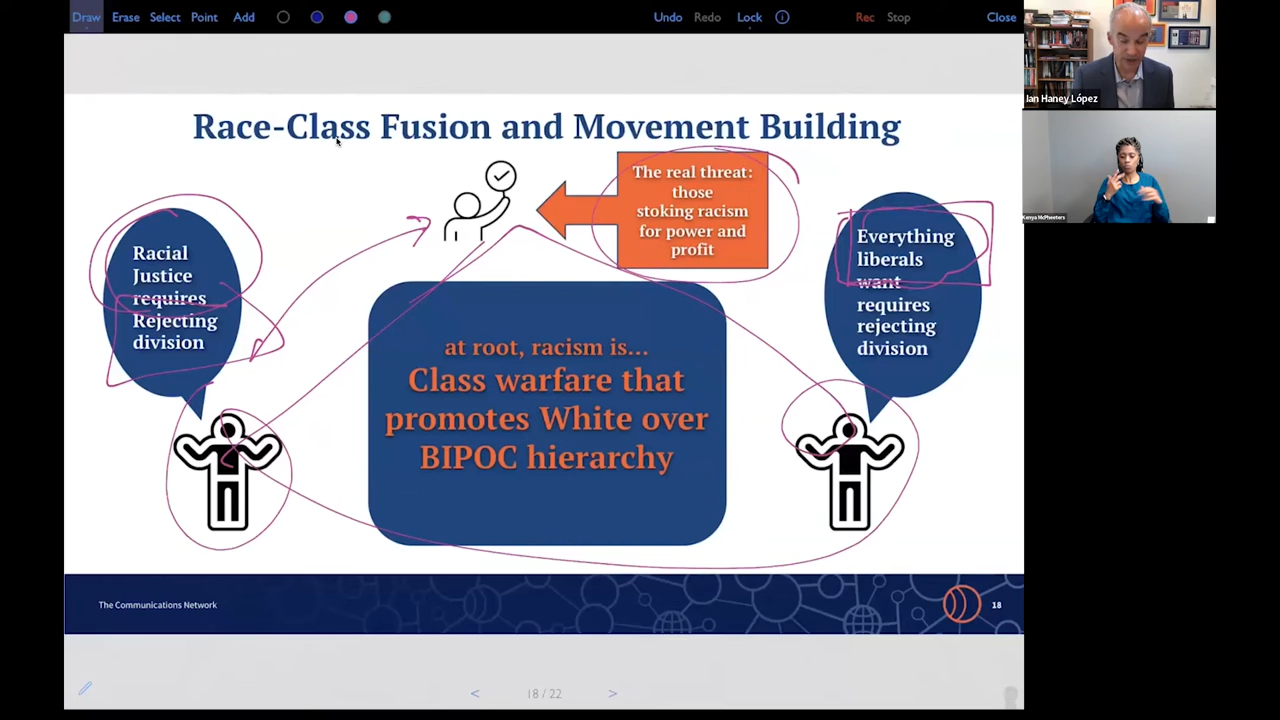 Draw Erase Select Point Add Undo Redo Lock Rec Stop Close
Ian Haney López
Kenya McPheeters
Race-Class Fusion and Movement Building
The real threat:
those
stoking racism
for power and
profit
Racial
Justice
requires
Rejecting
division
Everything
liberals
want
requires
rejecting
division
at root, racism is...
Class warfare that
promotes White over
BIPOC hierarchy
The Communications Network
18
< 18 / 22 >